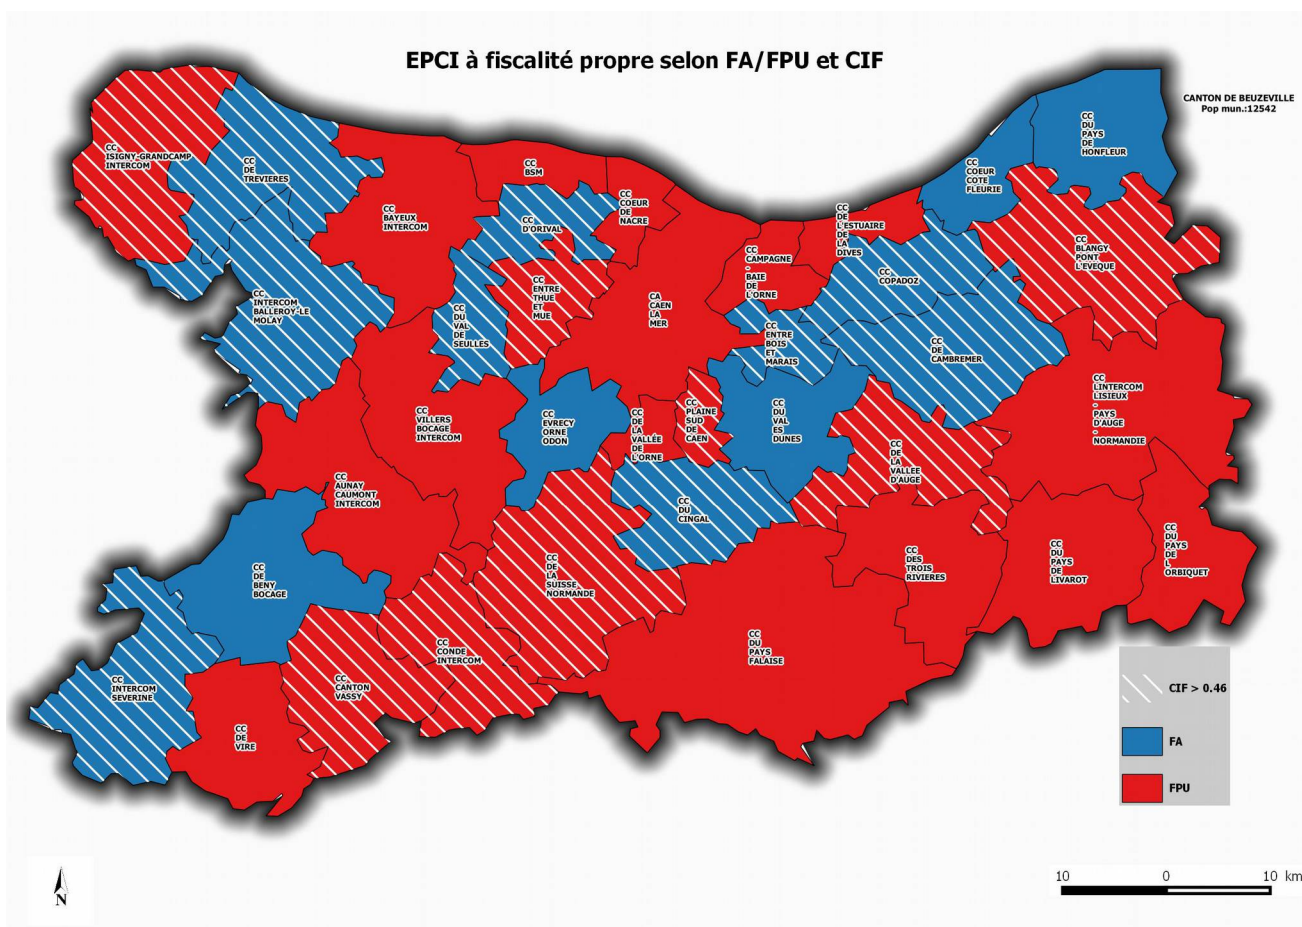 EPCI à fiscalité propre selon FA/FPU et CIF
CANTON DE BEUZEVILLE
Pop mun.:12542
CC
DU
PAYS
DE
HONFLEUR
CC
ISIGNY-GRANDCAMP
INTERCOM
CC
DE
TREVIERES
CC
BSM
CC
COEUR
COTE
FLEURIE
CC
COEUR
DE
NACRE
CC
BAYEUX
INTERCOM
CC
D'ORIVAL
CC
DE
L'ESTUAIRE
DE
LA
DIVES
CC
BLANGY
PONT
L'EVEQUE
CC
CAMPAGNE
-
BAIE
DE
L'ORNE
CC
COPADOZ
CC
INTERCOM
BALLEROY-LE
MOLAY
CC
DU
VAL
DE
SEULLES
CC
ENTRE
THUE
ET
MUE
CA
CAEN
LA
MER
CC
ENTRE
BOIS
ET
MARAIS
CC
DE
CAMBREMER
CC
LINTERCOM
LISIEUX
-
PAYS
D'AUGE
-
NORMANDIE
CC
VILLERS
BOCAGE
INTERCOM
CC
EVRECY
ORNE
ODON
CC
DE
LA
VALLÉE
DE
L'ORNE
CC
PLAINE
SUD
DE
CAEN
CC
DU
VAL
ES
DUNES
CC
DE
LA
VALLEE
D'AUGE
CC
AUNAY
CAUMONT
INTERCOM
CC
DU
CINGAL
CC
DE
BENY
BOCAGE
CC
DE
LA
SUISSE
NORMANDE
CC
DES
TROIS
RIVIERES
CC
DU
PAYS
DE
LIVAROT
CC
DU
PAYS
DE
L
ORBIQUET
CC
INTERCOM
SEVERINE
CC
CANTON
VASSY
CC
CONDE
INTERCOM
CC
DU
PAYS
FALAISE
CC
DE
VIRE
CIF > 0.46
FA
FPU
N
10 0 10 km